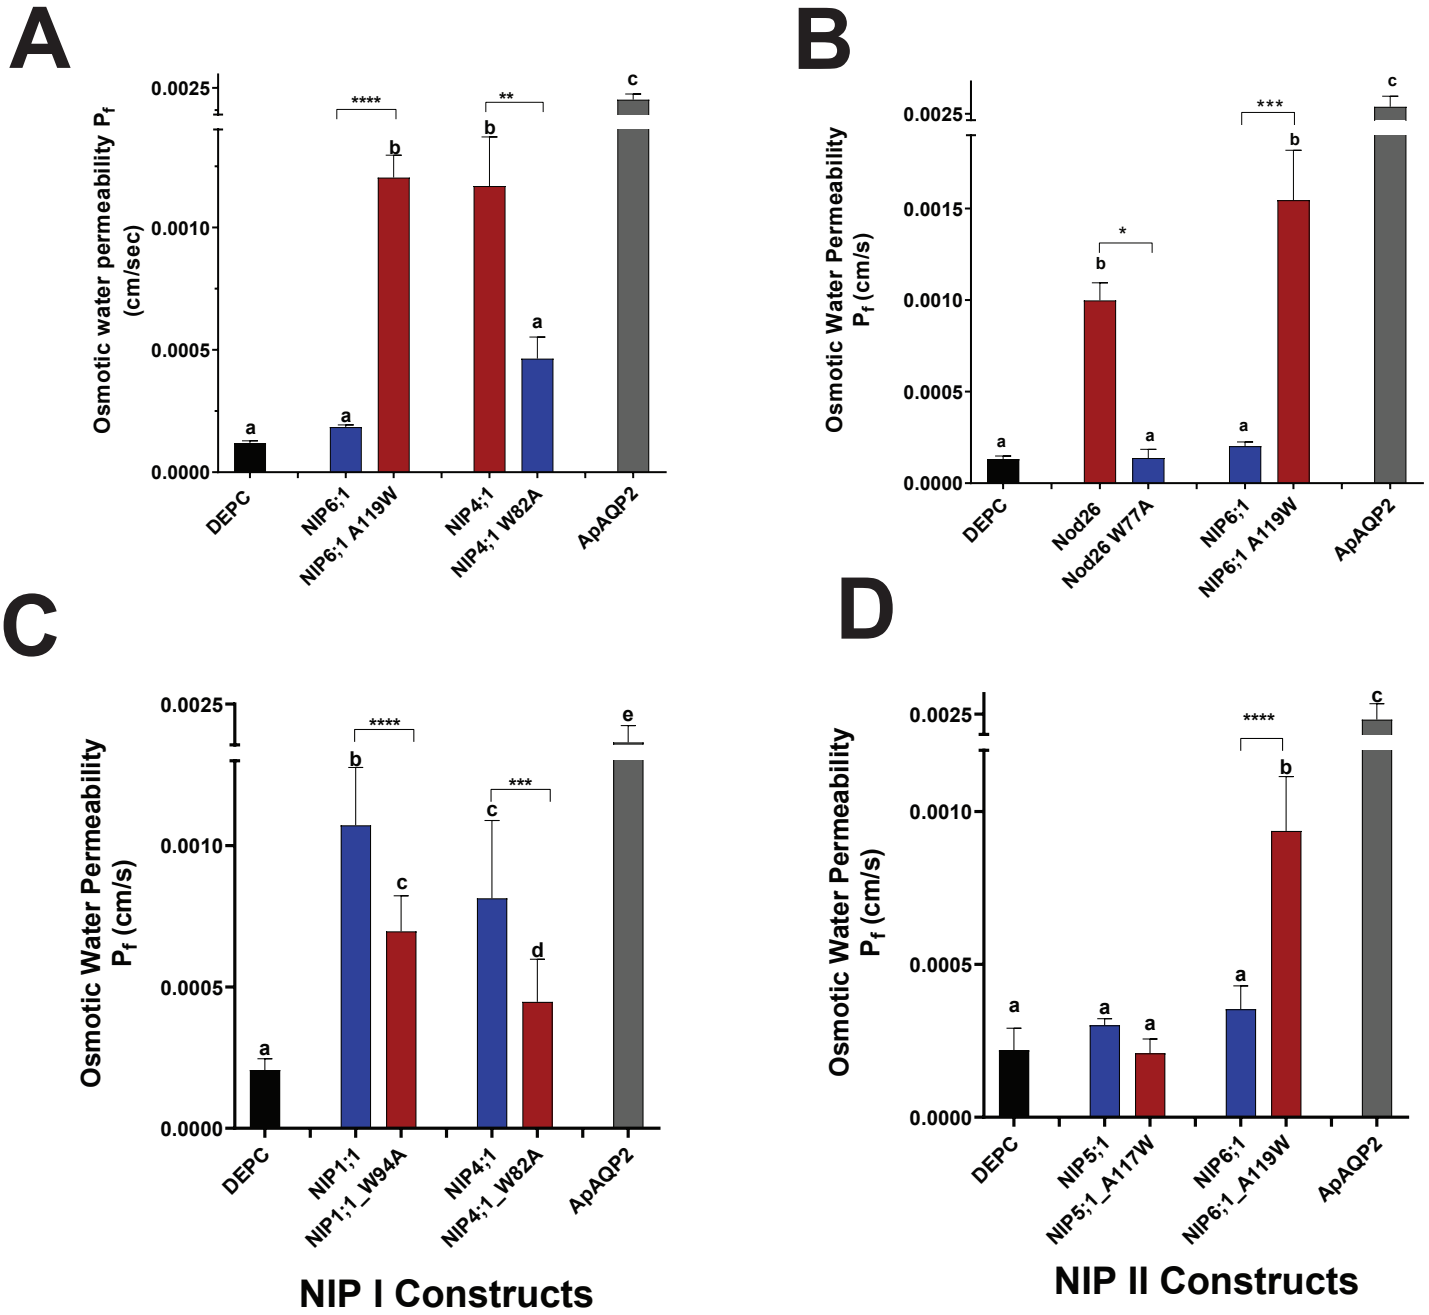 A
Osmotic water permeability Pf
(cm/sec)
0.0025
0.0010
0.0005
0.0000
a
a
****
b
b
**
a
c
DEPC
NIP6;1
NIP6;1 A119W
NIP4;1
NIP4;1 W82A
ApAQP2
B
Osmotic Water Permeability
Pf (cm/s)
0.0025
0.0015
0.0010
0.0005
0.0000
a
b
*
a
a
***
b
c
DEPC
Nod26
Nod26 W77A
NIP6;1
NIP6;1 A119W
ApAQP2
C
Osmotic Water Permeability
Pf (cm/s)
0.0025
0.0010
0.0005
0.0000
a
b
****
c
c
***
d
e
DEPC
NIP1;1
NIP1;1_W94A
NIP4;1
NIP4;1_W82A
ApAQP2
NIP I Constructs
D
Osmotic Water Permeability
Pf (cm/s)
0.0025
0.0010
0.0005
0.0000
a
a
a
a
****
b
c
DEPC
NIP5;1
NIP5;1_A117W
NIP6;1
NIP6;1_A119W
ApAQP2
NIP II Constructs